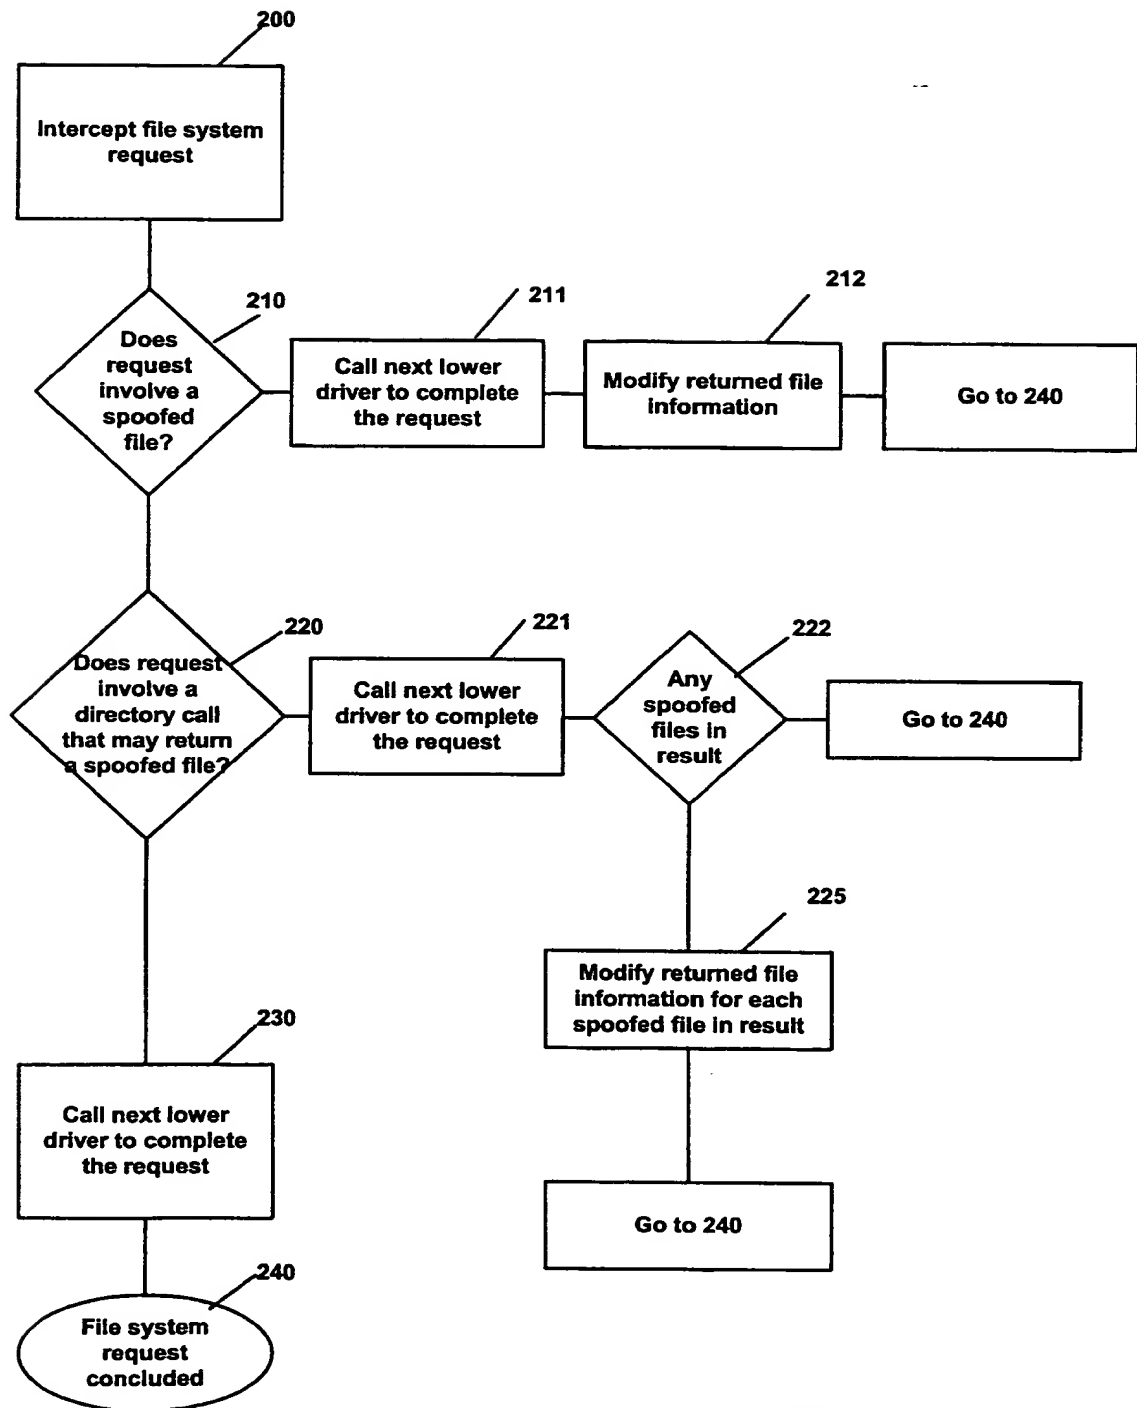 200
Intercept file system
request
210
Does
request
involve a
spoofed
file?
211
Call next lower
driver to complete
the request
212
Modify returned file
information
Go to 240
220
Does request
involve a
directory call
that may return
a spoofed file?
221
Call next lower
driver to complete
the request
222
Any
spoofed
files in
result
Go to 240
225
Modify returned file
information for each
spoofed file in result
Go to 240
230
Call next lower
driver to complete
the request
240
File system
request
concluded